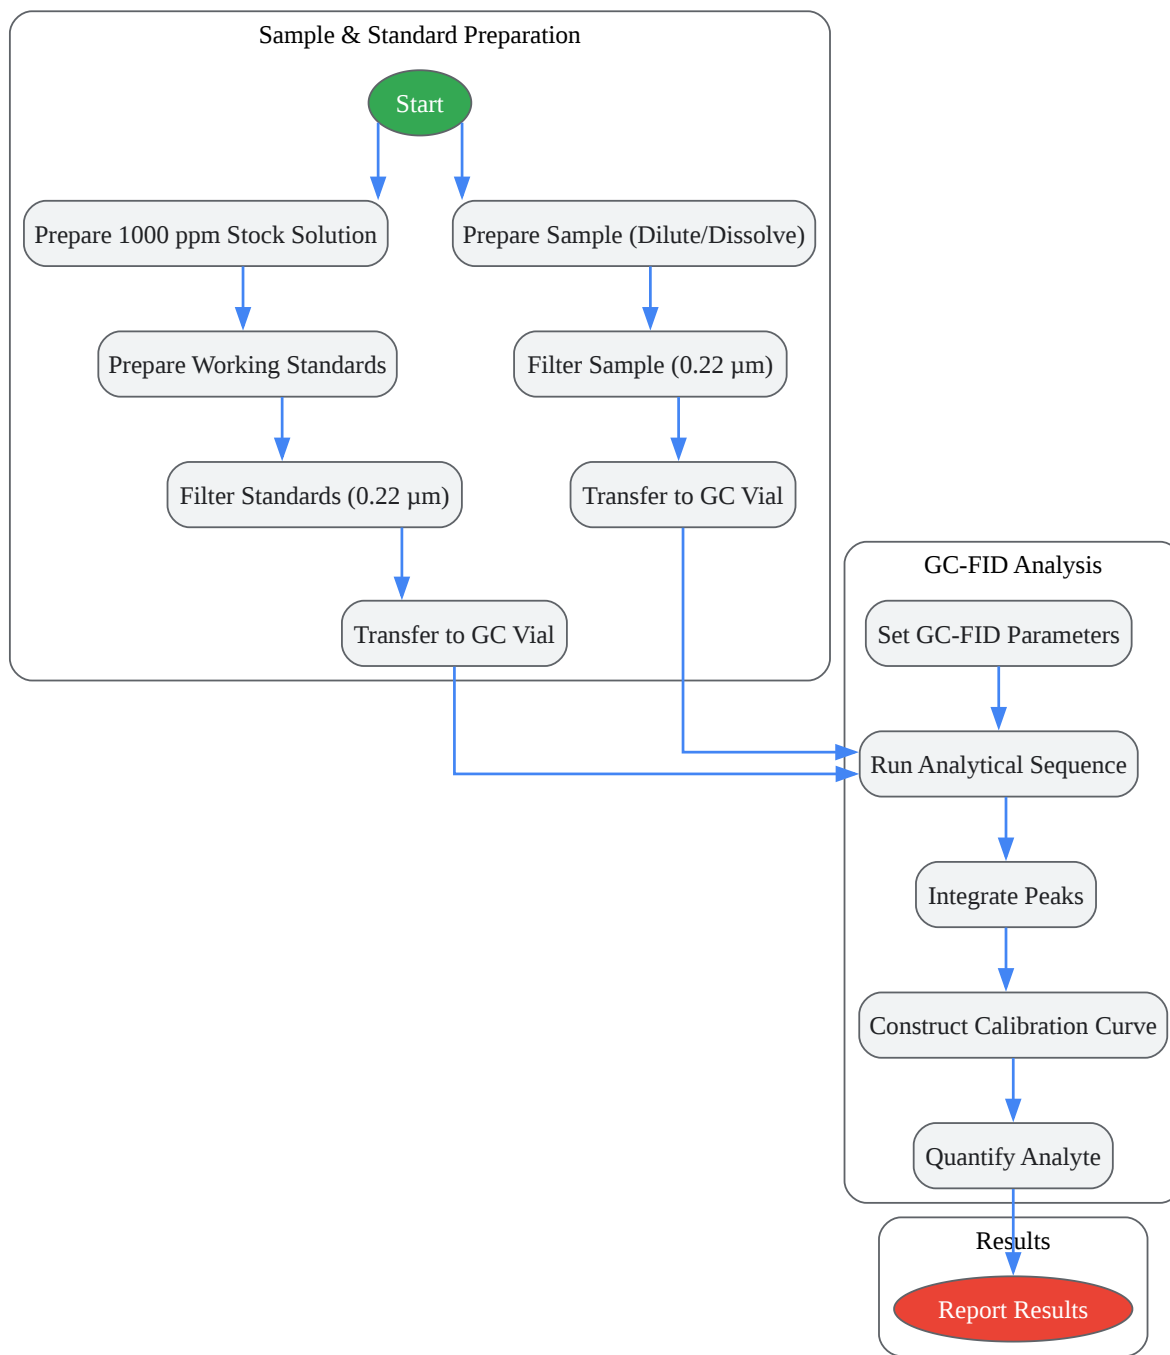 Sample & Standard Preparation
Start
Prepare 1000 ppm Stock Solution
Prepare Sample (Dilute/Dissolve)
Prepare Working Standards
Filter Sample (0.22 µm)
Filter Standards (0.22 µm)
Transfer to GC Vial
Transfer to GC Vial
GC-FID Analysis
Set GC-FID Parameters
Run Analytical Sequence
Integrate Peaks
Construct Calibration Curve
Quantify Analyte
Results
Report Results